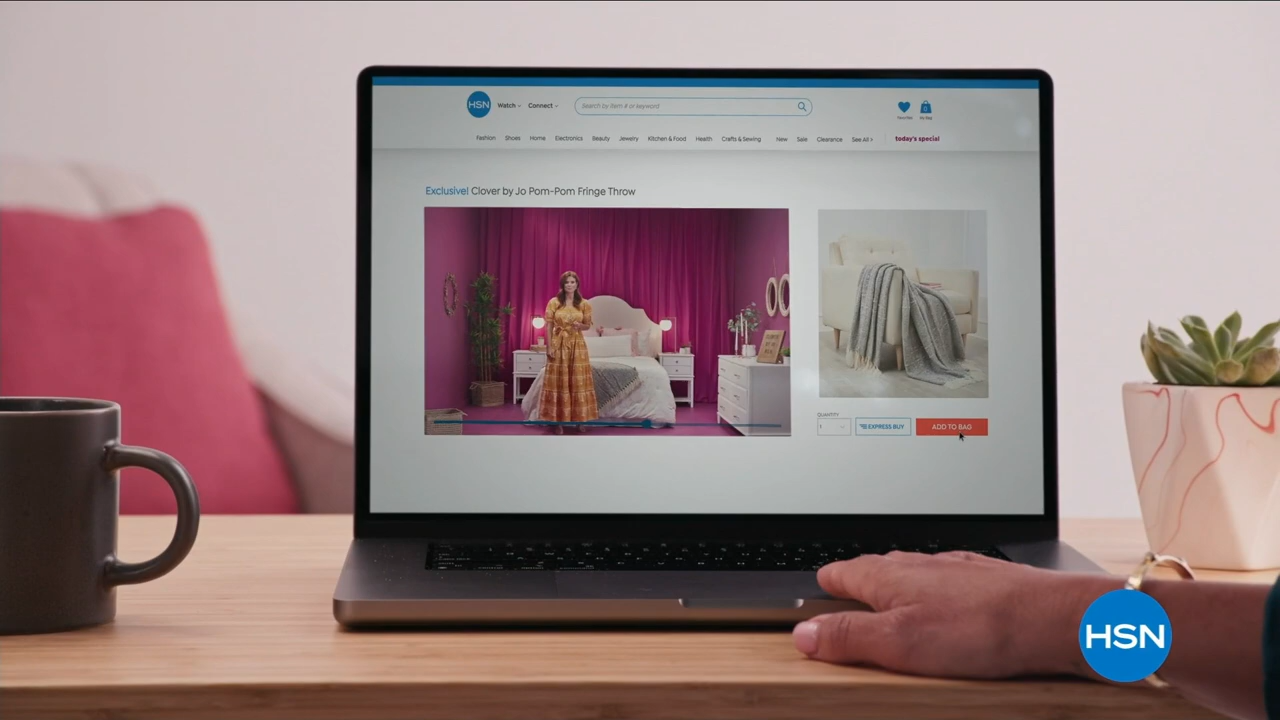 HSN Watch Connect Search by item # or keyword
Fashion Shoes Home Electronics Beauty Jewelry Kitchen & Food Health Crafts & Sewing New Sale Clearance See All > today's special
Exclusive! Clover by Jo Pom-Pom Fringe Throw
QUANTITY
1 EXPRESS BUY ADD TO BAG
HSN